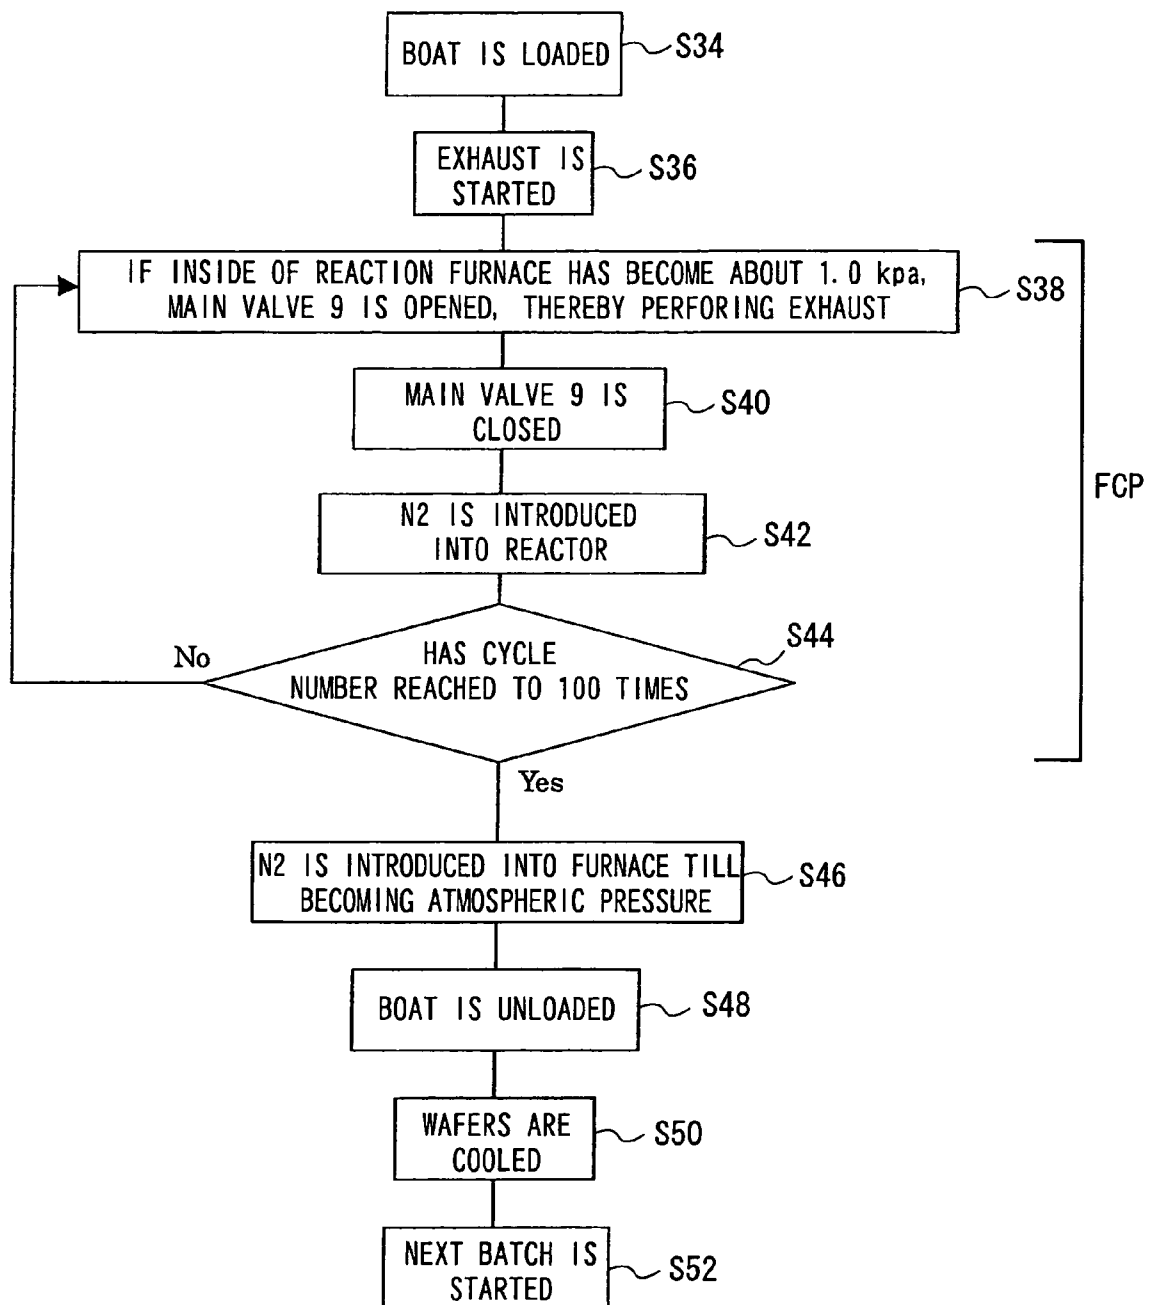 BOAT IS LOADED
S34
EXHAUST IS
STARTED
S36
IF INSIDE OF REACTION FURNACE HAS BECOME ABOUT 1.0 kpa,
MAIN VALVE 9 IS OPENED, THEREBY PERFORING EXHAUST
S38
MAIN VALVE 9 IS
CLOSED
S40
FCP
N2 IS INTRODUCED
INTO REACTOR
S42
HAS CYCLE
NUMBER REACHED TO 100 TIMES
S44
No
Yes
N2 IS INTRODUCED INTO FURNACE TILL
BECOMING ATMOSPHERIC PRESSURE
S46
BOAT IS UNLOADED
S48
WAFERS ARE
COOLED
S50
NEXT BATCH IS
STARTED
S52